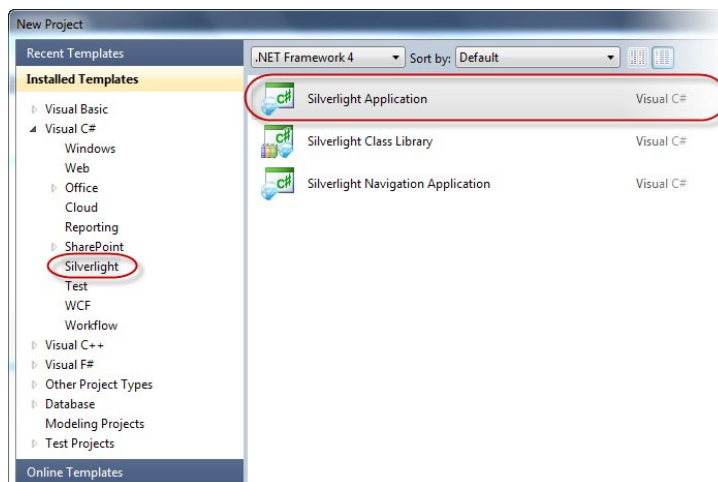 New Project
Recent Templates
Installed Templates
Visual Basic
Visual C#
Windows
Web
Office
Cloud
Reporting
SharePoint
Silverlight
Test
WCF
Workflow
Visual C++
Visual F#
Other Project Types
Database
Modeling Projects
Test Projects
Online Templates
.NET Framework 4 Sort by: Default
Silverlight Application Visual C#
Silverlight Class Library Visual C#
Silverlight Navigation Application Visual C#